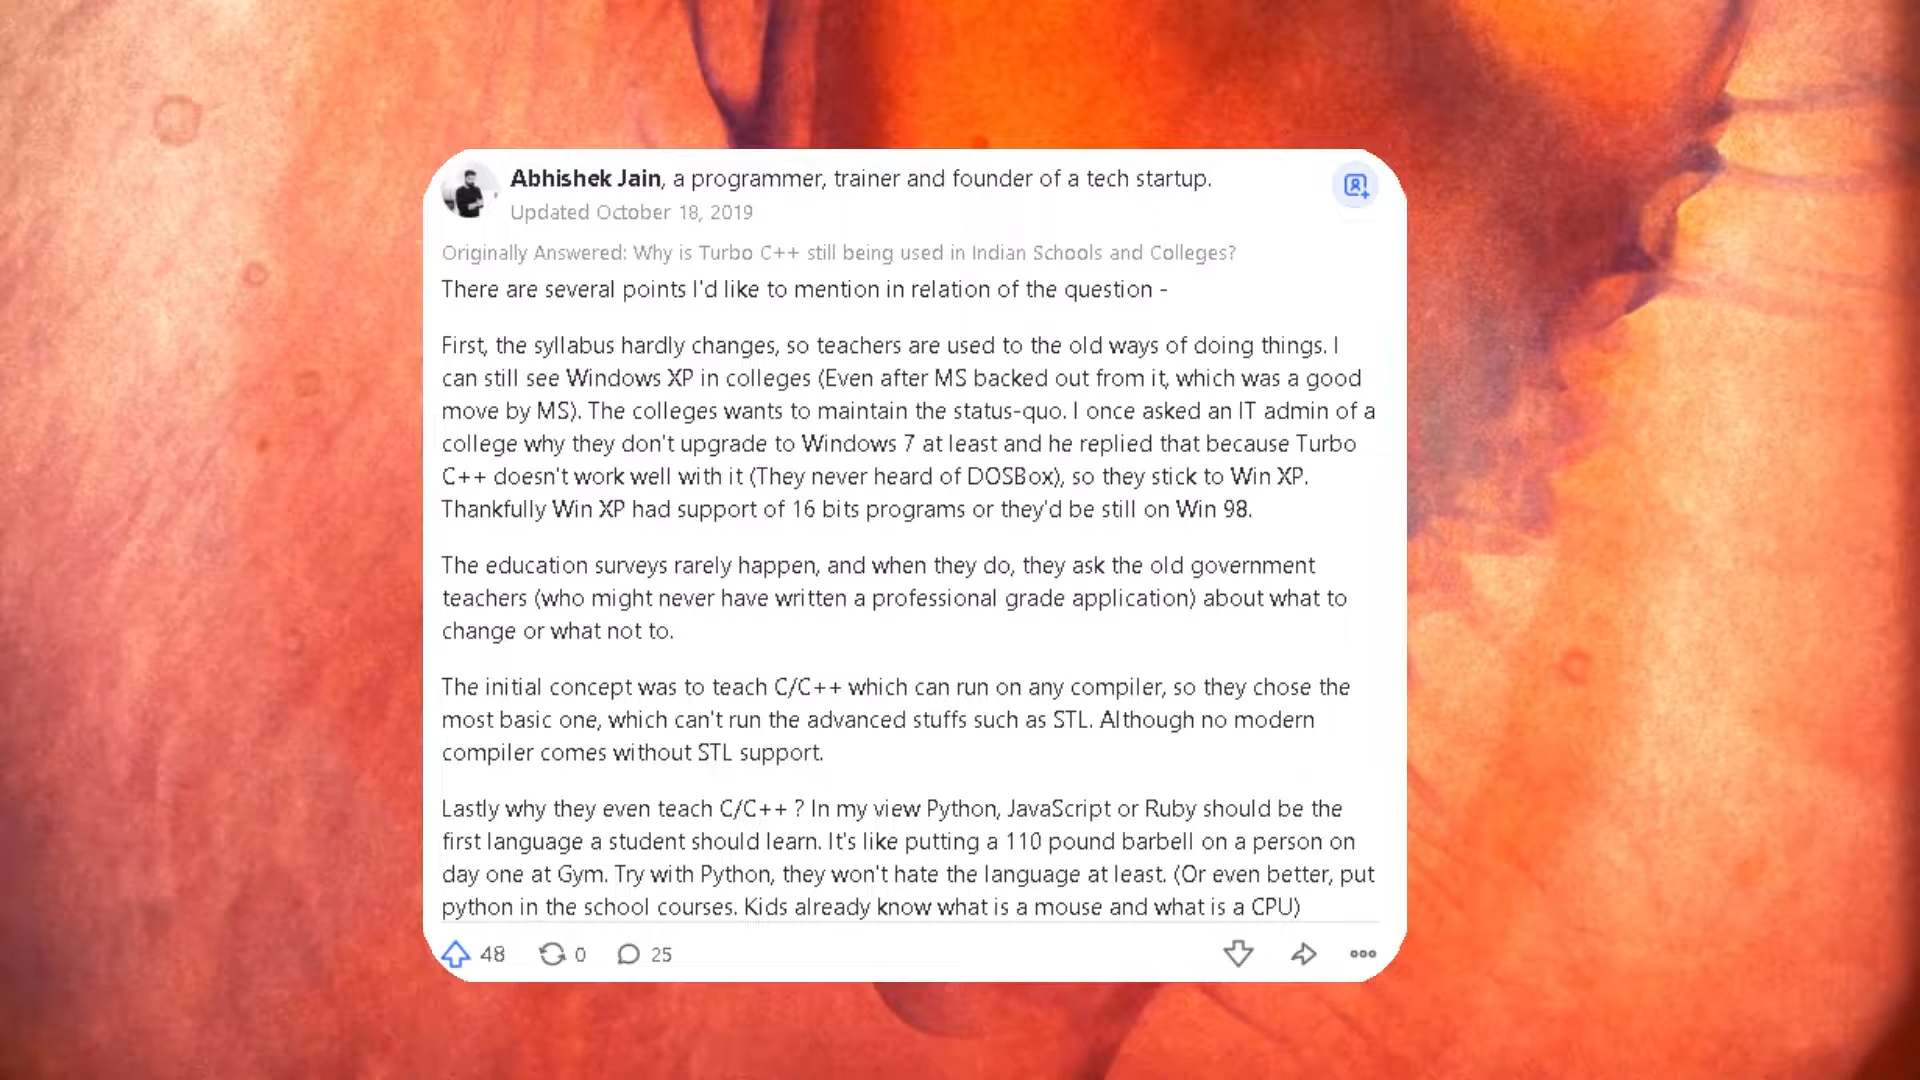 Abhishek Jain, a programmer, trainer and founder of a tech startup.
Updated October 18, 2019
Originally Answered: Why is Turbo C++ still being used in Indian Schools and Colleges?
There are several points I'd like to mention in relation of the question -
First, the syllabus hardly changes, so teachers are used to the old ways of doing things. I
can still see Windows XP in colleges (Even after MS backed out from it, which was a good
move by MS). The colleges wants to maintain the status-quo. I once asked an IT admin of a
college why they don't upgrade to Windows 7 at least and he replied that because Turbo
C++ doesn't work well with it (They never heard of DOSBox), so they stick to Win XP.
Thankfully Win XP had support of 16 bits programs or they'd be still on Win 98.
The education surveys rarely happen, and when they do, they ask the old government
teachers (who might never have written a professional grade application) about what to
change or what not to.
The initial concept was to teach C/C++ which can run on any compiler, so they chose the
most basic one, which can't run the advanced stuffs such as STL. Although no modern
compiler comes without STL support.
Lastly why they even teach C/C++ ? In my view Python, JavaScript or Ruby should be the
first language a student should learn. It's like putting a 110 pound barbell on a person on
day one at Gym. Try with Python, they won't hate the language at least. (Or even better, put
python in the school courses. Kids already know what is a mouse and what is a CPU)
48 0 25